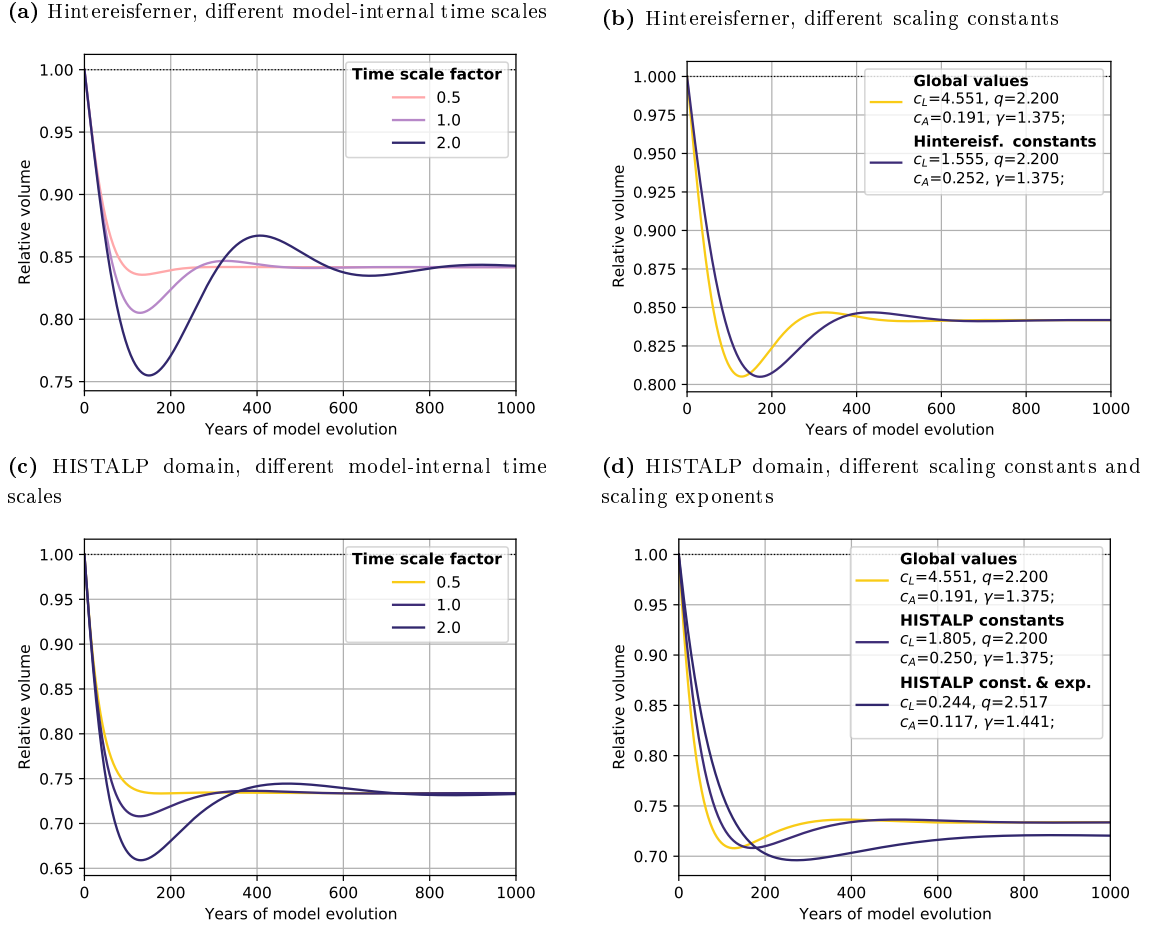 (a) Hintereisferner, different model-internal time scales
Time scale factor
0.5
1.0
2.0
1.00
0.95
0.90
0.85
0.80
0.75
Relative volume
0
200
400
600
800
1000
Years of model evolution
(b) Hintereisferner, different scaling constants
Global values
c_L=4.551, q=2.200
c_A=0.191, γ=1.375;
Hintereisf. constants
c_L=1.555, q=2.200
c_A=0.252, γ=1.375;
1.000
0.975
0.950
0.925
0.900
0.875
0.850
0.825
0.800
Relative volume
0
200
400
600
800
1000
Years of model evolution
(c) HISTALP domain, different model-internal time
scales
Time scale factor
0.5
1.0
2.0
1.00
0.95
0.90
0.85
0.80
0.75
0.70
0.65
Relative volume
0
200
400
600
800
1000
Years of model evolution
(d) HISTALP domain, different scaling constants and
scaling exponents
Global values
c_L=4.551, q=2.200
c_A=0.191, γ=1.375;
HISTALP constants
c_L=1.805, q=2.200
c_A=0.250, γ=1.375;
HISTALP const. & exp.
c_L=0.244, q=2.517
c_A=0.117, γ=1.441;
1.00
0.95
0.90
0.85
0.80
0.75
0.70
Relative volume
0
200
400
600
800
1000
Years of model evolution